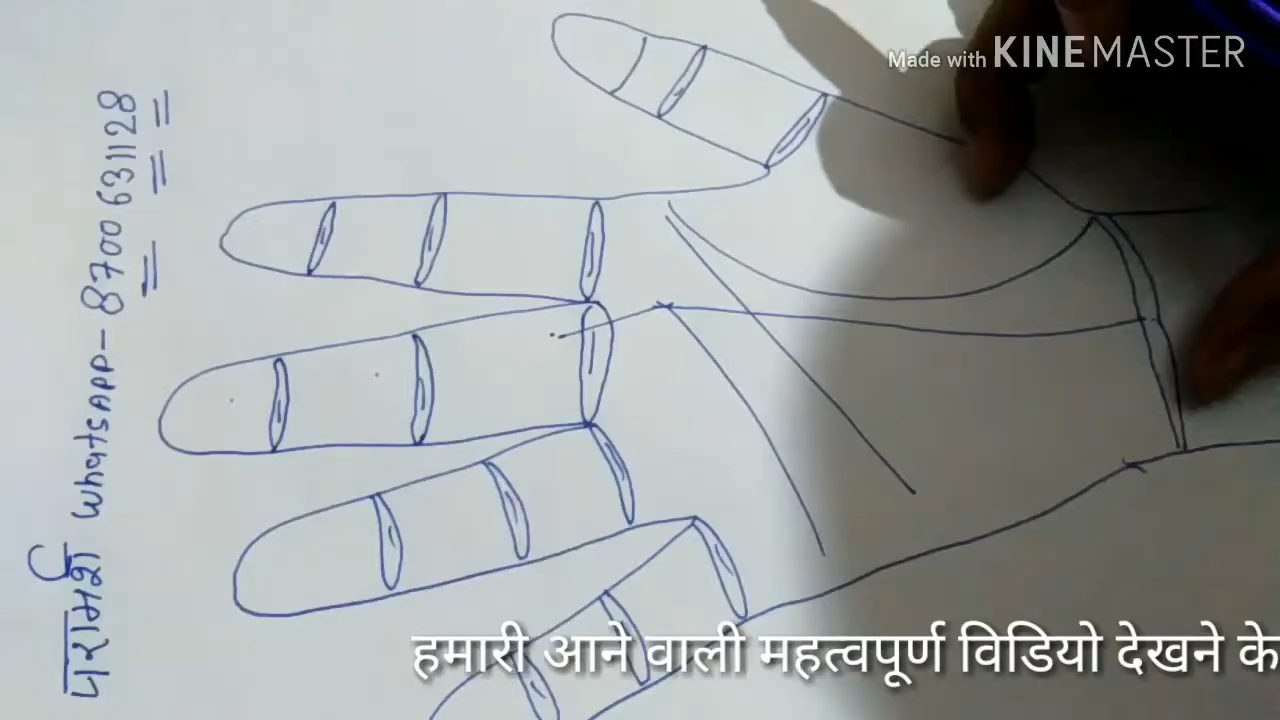 Made with KINEMASTER
परामर्श WhatsAPP- 8700631128
हमारी आने वाली महत्वपूर्ण विडियो देखने के